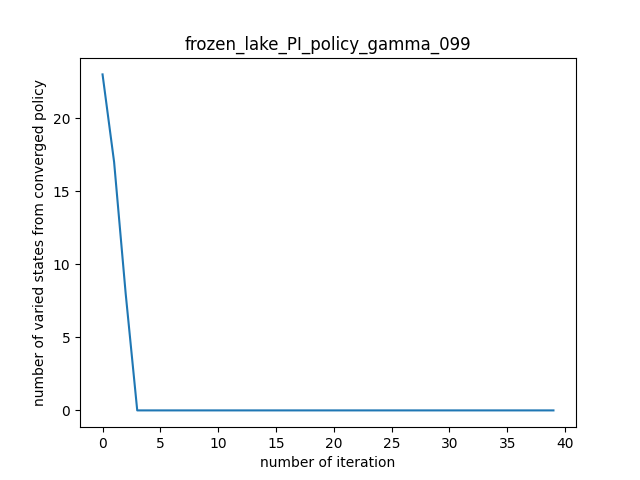 frozen_lake_PI_policy_gamma_099
number of varied states from converged policy
20
15
10
5
0
0 5 10 15 20 25 30 35 40
number of iteration